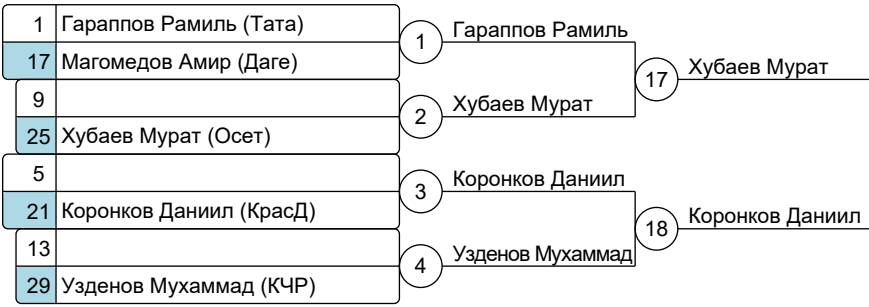 1 Гараппов Рамиль (Тата)
17 Магомедов Амир (Даге)
9
25 Хубаев Мурат (Осет)
5
21 Коронков Даниил (КрасД)
13
29 Узденов Мухаммад (КЧР)
1 Гараппов Рамиль
2 Хубаев Мурат
3 Коронков Даниил
4 Узденов Мухаммад
17 Хубаев Мурат
18 Коронков Даниил